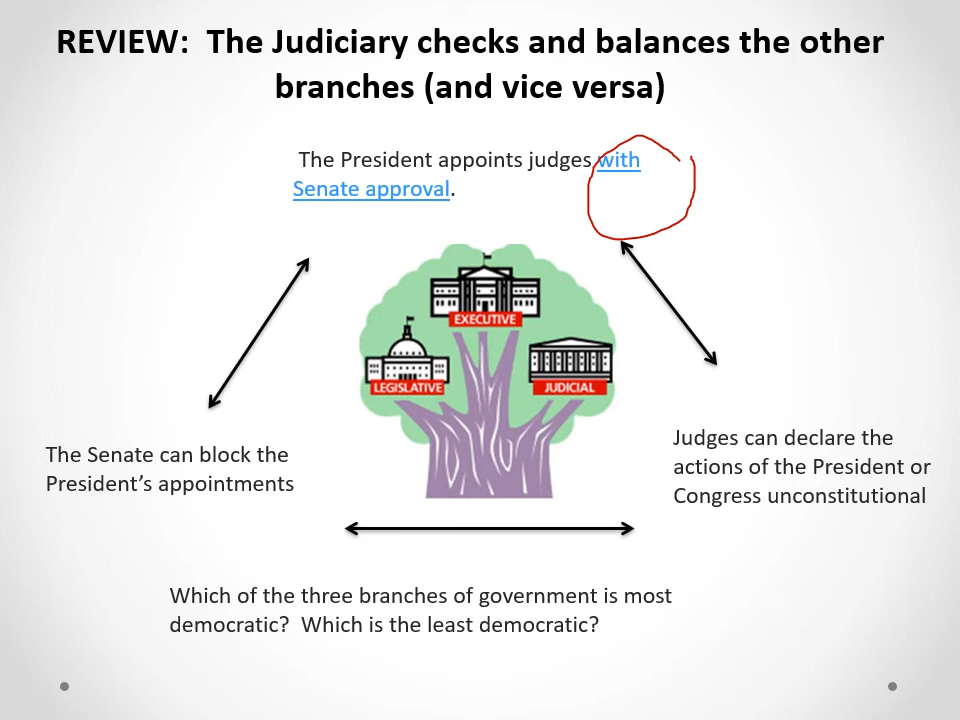 REVIEW:  The Judiciary checks and balances the other
branches (and vice versa)
The President appoints judges with
Senate approval.
EXECUTIVE
LEGISLATIVE
JUDICIAL
The Senate can block the
President’s appointments
Judges can declare the
actions of the President or
Congress unconstitutional
Which of the three branches of government is most
democratic?  Which is the least democratic?